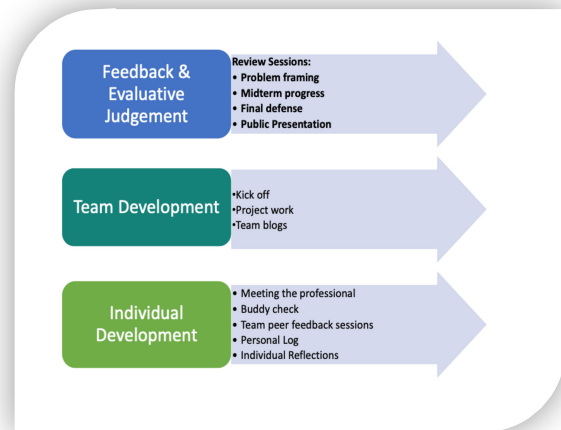 Feedback &
Evaluative
Judgement
Review Sessions:
• Problem framing
• Midterm progress
• Final defense
• Public Presentation
Team Development
•Kick off
•Project work
•Team blogs
Individual
Development
• Meeting the professional
• Buddy check
• Team peer feedback sessions
• Personal Log
• Individual Reflections